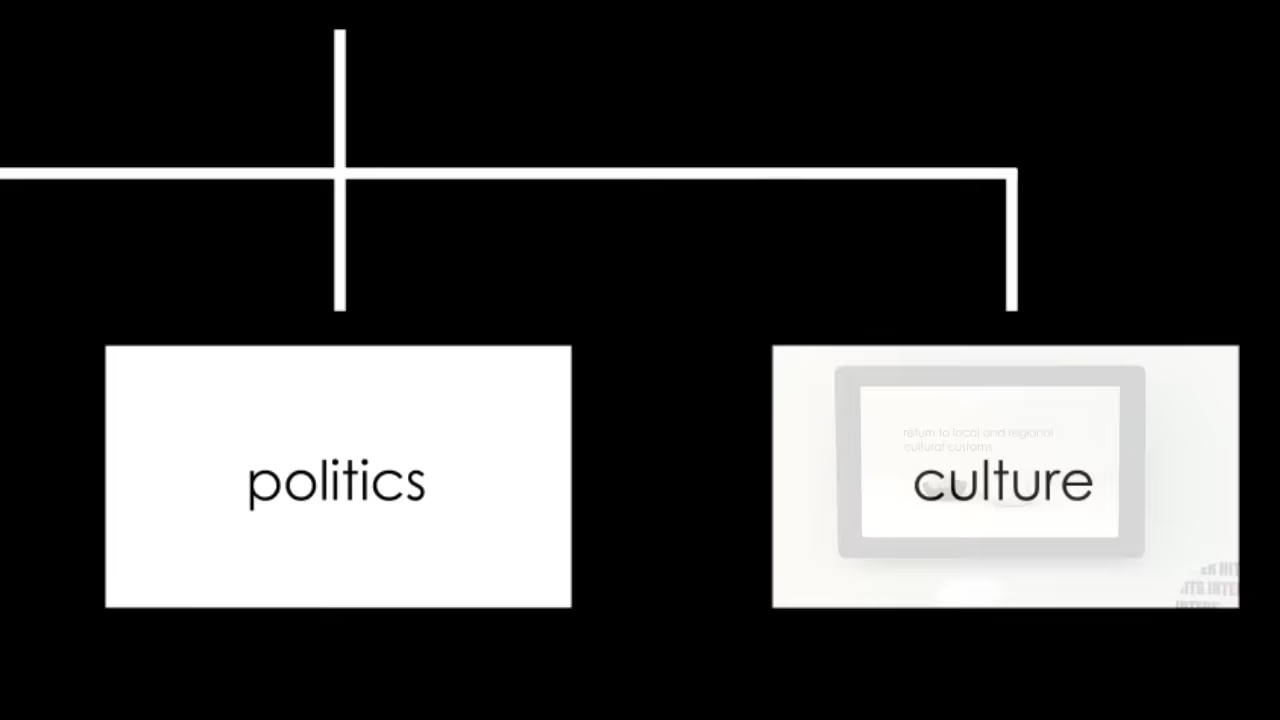 politics
return to local and regional
cultural customs
culture